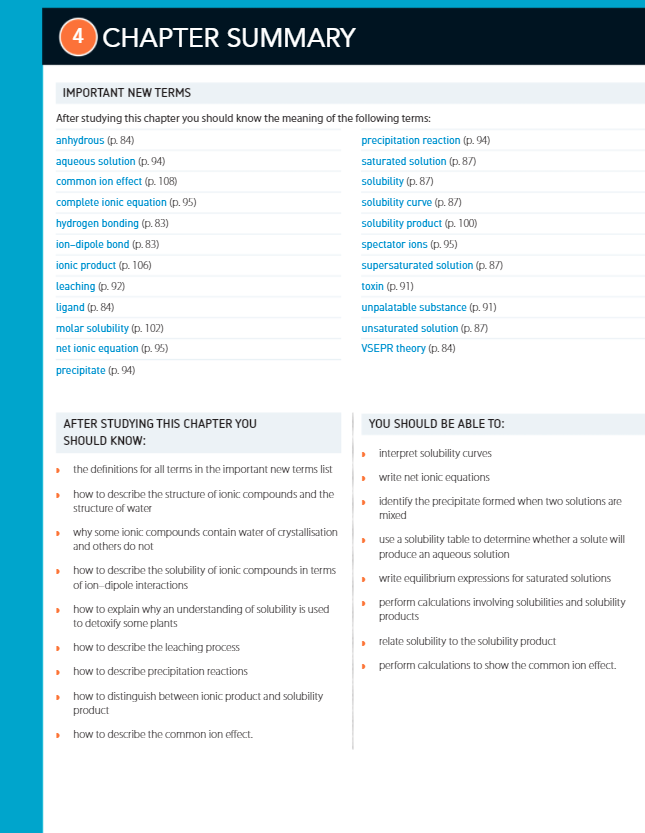 4 CHAPTER SUMMARY
IMPORTANT NEW TERMS
After studying this chapter you should know the meaning of the following terms:
anhydrous (p. 84)
aqueous solution (p. 94)
common ion effect (p. 108)
complete ionic equation (p. 95)
hydrogen bonding (p. 83)
ion–dipole bond (p. 83)
ionic product (p. 106)
leaching (p. 92)
ligand (p. 84)
molar solubility (p. 102)
net ionic equation (p. 95)
precipitate (p. 94)
precipitation reaction (p. 94)
saturated solution (p. 87)
solubility (p. 87)
solubility curve (p. 87)
solubility product (p. 100)
spectator ions (p. 95)
supersaturated solution (p. 87)
toxin (p. 91)
unpalatable substance (p. 91)
unsaturated solution (p. 87)
VSEPR theory (p. 84)
AFTER STUDYING THIS CHAPTER YOU
SHOULD KNOW:
the definitions for all terms in the important new terms list
how to describe the structure of ionic compounds and the
structure of water
why some ionic compounds contain water of crystallisation
and others do not
how to describe the solubility of ionic compounds in terms
of ion–dipole interactions
how to explain why an understanding of solubility is used
to detoxify some plants
how to describe the leaching process
how to describe precipitation reactions
how to distinguish between ionic product and solubility
product
how to describe the common ion effect.
YOU SHOULD BE ABLE TO:
interpret solubility curves
write net ionic equations
identify the precipitate formed when two solutions are
mixed
use a solubility table to determine whether a solute will
produce an aqueous solution
write equilibrium expressions for saturated solutions
perform calculations involving solubilities and solubility
products
relate solubility to the solubility product
perform calculations to show the common ion effect.